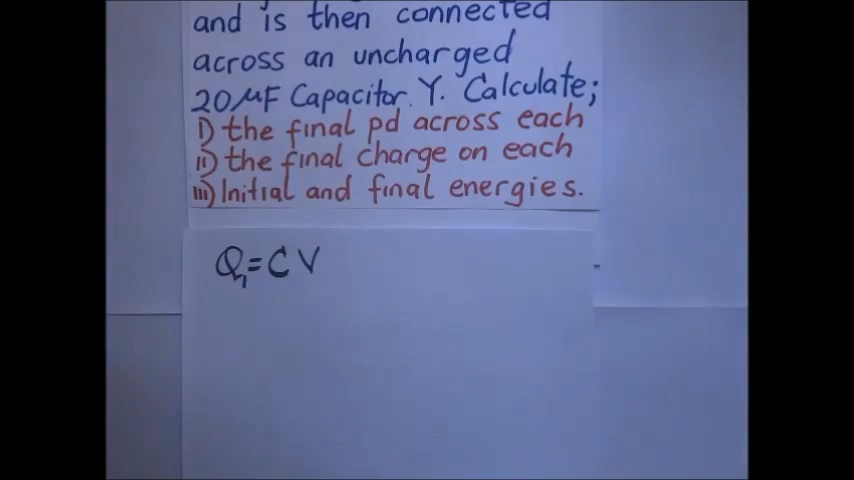 and is then connected
across an uncharged
20μF Capacitor. Y. Calculate;
i) the final pd across each
ii) the final charge on each
iii) Initial and final energies.
Q₁ = C V